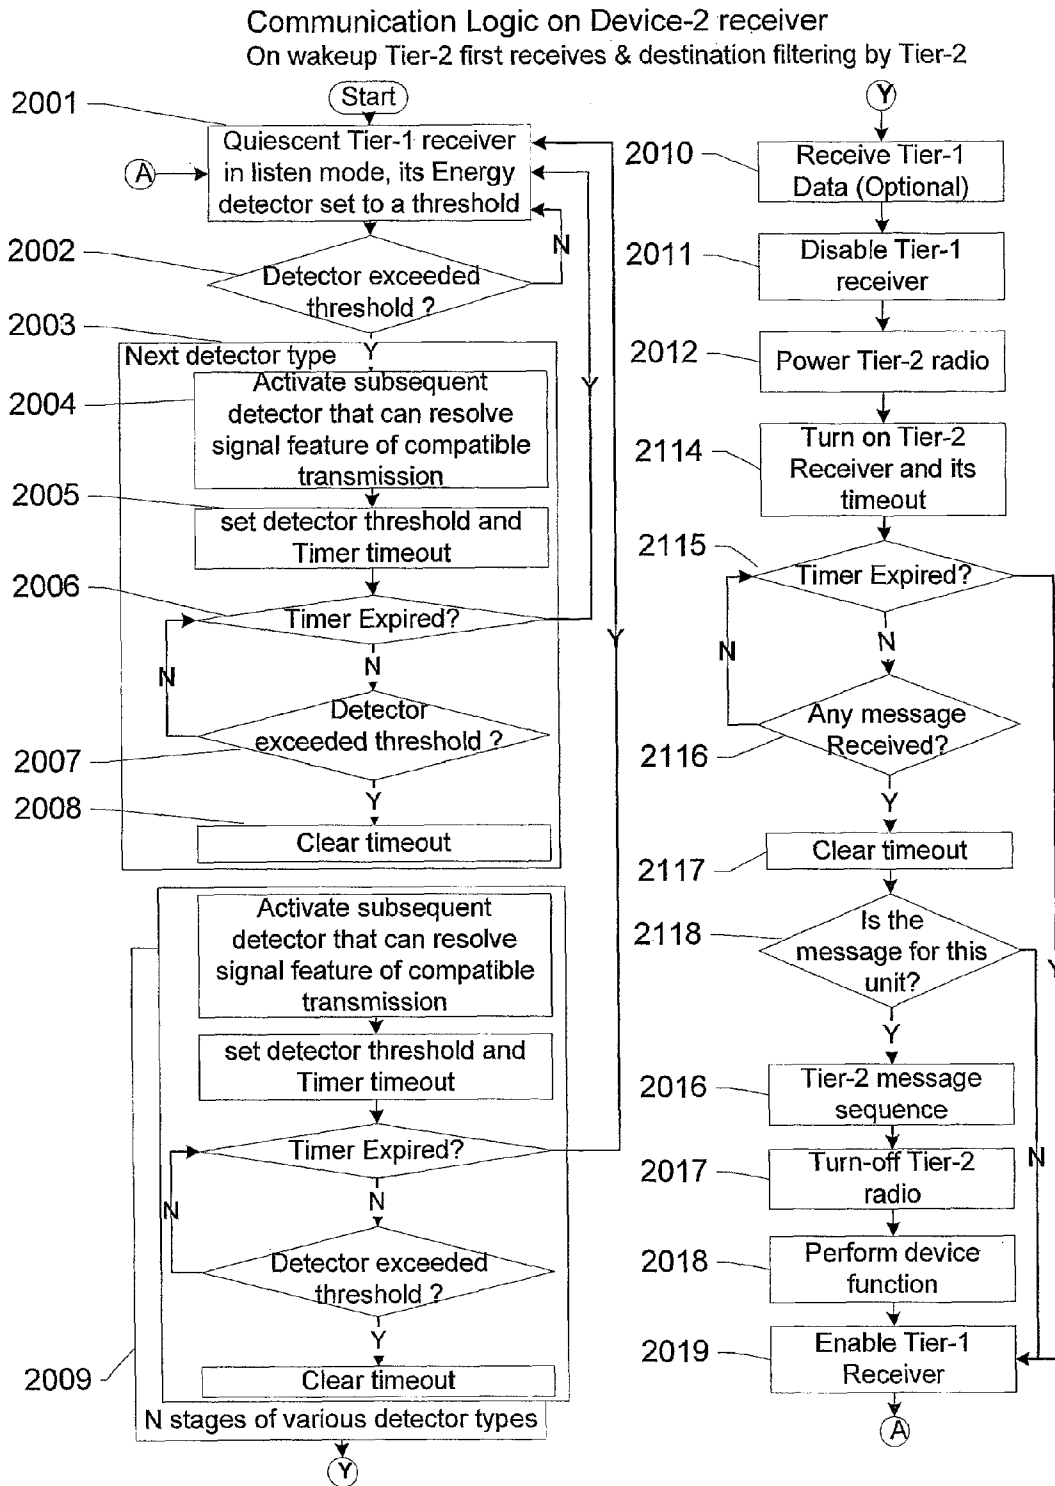 Communication Logic on Device-2 receiver
On wakeup Tier-2 first receives & destination filtering by Tier-2
2001
Start
Quiescent Tier-1 receiver
in listen mode, its Energy
detector set to a threshold
A
N
2002
Detector exceeded
threshold ?
2003
Y
Next detector type
2004
Activate subsequent
detector that can resolve
signal feature of compatible
transmission
Y
2005
set detector threshold and
Timer timeout
2006
Timer Expired?
Y
N
N
Detector
exceeded threshold ?
2007
Y
2008
Clear timeout
Activate subsequent
detector that can resolve
signal feature of compatible
transmission
set detector threshold and
Timer timeout
Timer Expired?
N
N
Detector exceeded
threshold ?
Y
2009
Clear timeout
N stages of various detector types
Y
Y
2010
Receive Tier-1
Data (Optional)
2011
Disable Tier-1
receiver
2012
Power Tier-2 radio
2114
Turn on Tier-2
Receiver and its
timeout
2115
Timer Expired?
N
N
Any message
Received?
2116
Y
2117
Clear timeout
2118
Is the
message for this
unit?
Y
Y
2016
Tier-2 message
sequence
N
2017
Turn-off Tier-2
radio
2018
Perform device
function
2019
Enable Tier-1
Receiver
A